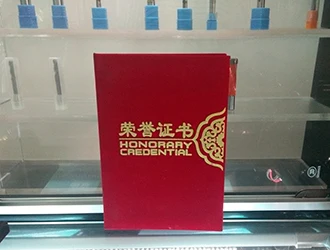 荣誉证书
HONORARY
CREDENTIAL
®